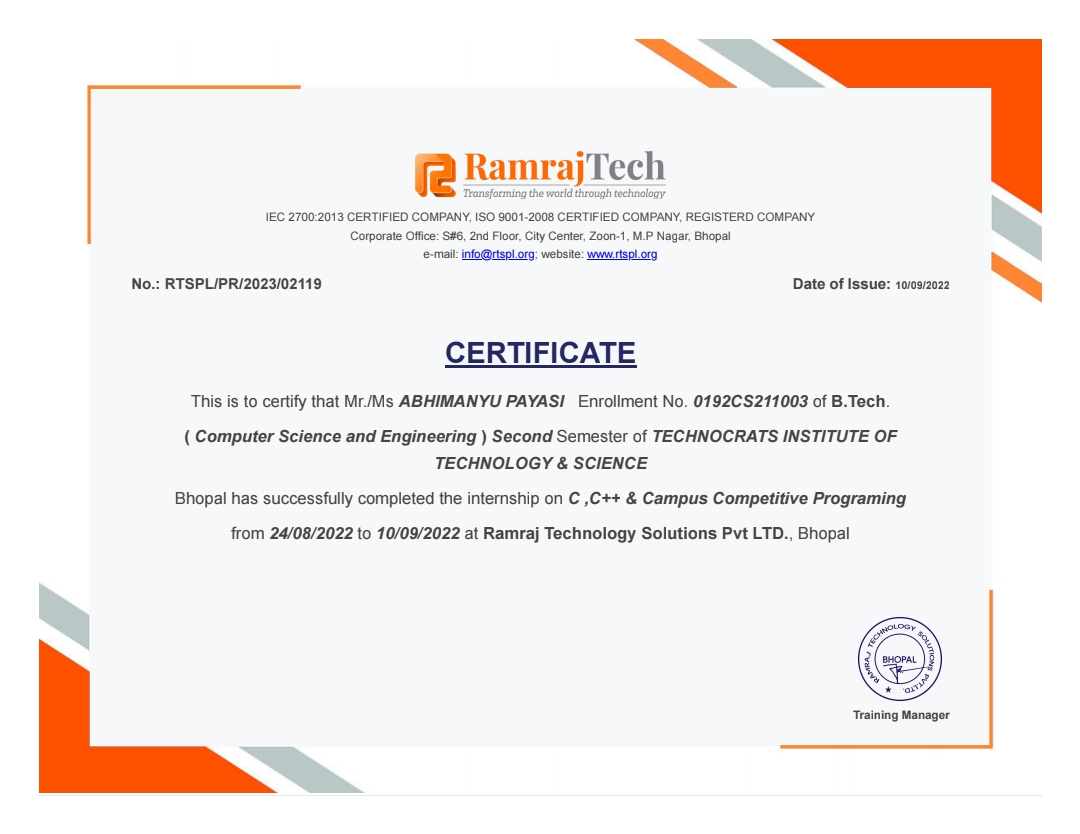 RamrajTech
Transforming the world through technology
IEC 2700:2013 CERTIFIED COMPANY, ISO 9001-2008 CERTIFIED COMPANY, REGISTERD COMPANY
Corporate Office: S#6, 2nd Floor, City Center, Zoon-1, M.P Nagar, Bhopal
e-mail: info@rtspl.org; website: www.rtspl.org
No.: RTSPL/PR/2023/02119
Date of Issue: 10/09/2022
CERTIFICATE
This is to certify that Mr./Ms ABHIMANYU PAYASI Enrollment No. 0192CS211003 of B.Tech.
( Computer Science and Engineering ) Second Semester of TECHNOCRATS INSTITUTE OF
TECHNOLOGY & SCIENCE
Bhopal has successfully completed the internship on C ,C++ & Campus Competitive Programing
from 24/08/2022 to 10/09/2022 at Ramraj Technology Solutions Pvt LTD., Bhopal
RAMRAJ TECHNOLOGY SOLUTIONS PVT.LTD.
BHOPAL
Training Manager